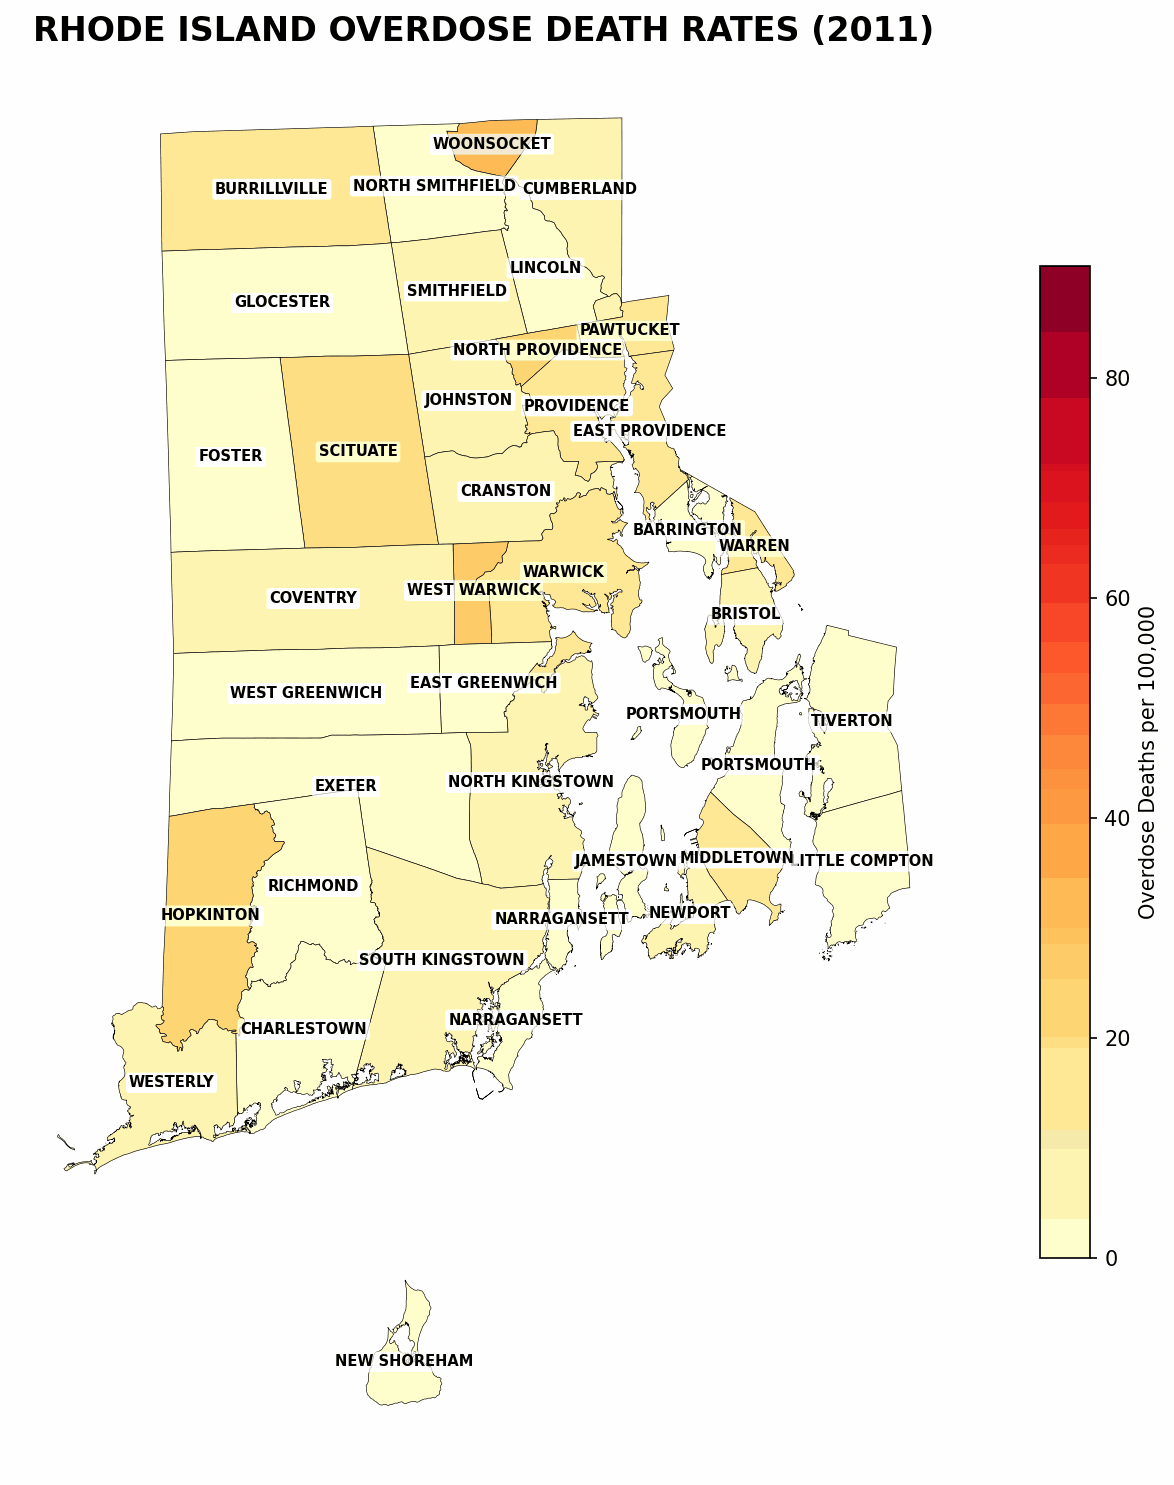 RHODE ISLAND OVERDOSE DEATH RATES (2011)
WOONSOCKET
BURRILLVILLE
NORTH SMITHFIELD
CUMBERLAND
LINCOLN
SMITHFIELD
GLOCESTER
PAWTUCKET
NORTH PROVIDENCE
JOHNSTON
PROVIDENCE
EAST PROVIDENCE
SCITUATE
FOSTER
CRANSTON
BARRINGTON
WARREN
WARWICK
WEST WARWICK
COVENTRY
BRISTOL
EAST GREENWICH
WEST GREENWICH
PORTSMOUTH
TIVERTON
PORTSMOUTH
NORTH KINGSTOWN
EXETER
JAMESTOWN
MIDDLETOWN
LITTLE COMPTON
RICHMOND
HOPKINTON
NARRAGANSETT
NEWPORT
SOUTH KINGSTOWN
NARRAGANSETT
CHARLESTOWN
WESTERLY
NEW SHOREHAM
80
60
40
20
0
Overdose Deaths per 100,000